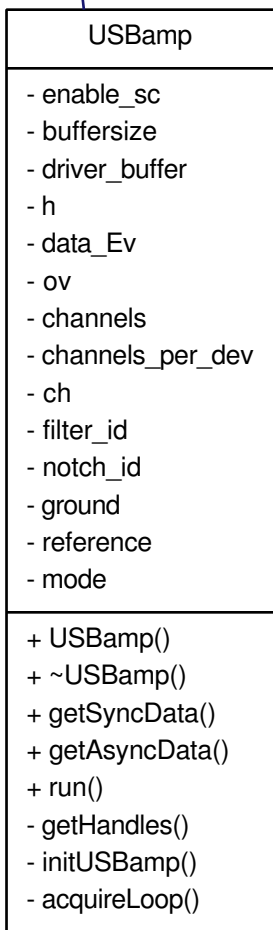 USBamp
- enable_sc
- buffersize
- driver_buffer
- h
- data_Ev
- ov
- channels
- channels_per_dev
- ch
- filter_id
- notch_id
- ground
- reference
- mode
+ USBamp()
+ ~USBamp()
+ getSyncData()
+ getAsyncData()
+ run()
- getHandles()
- initUSBamp()
- acquireLoop()